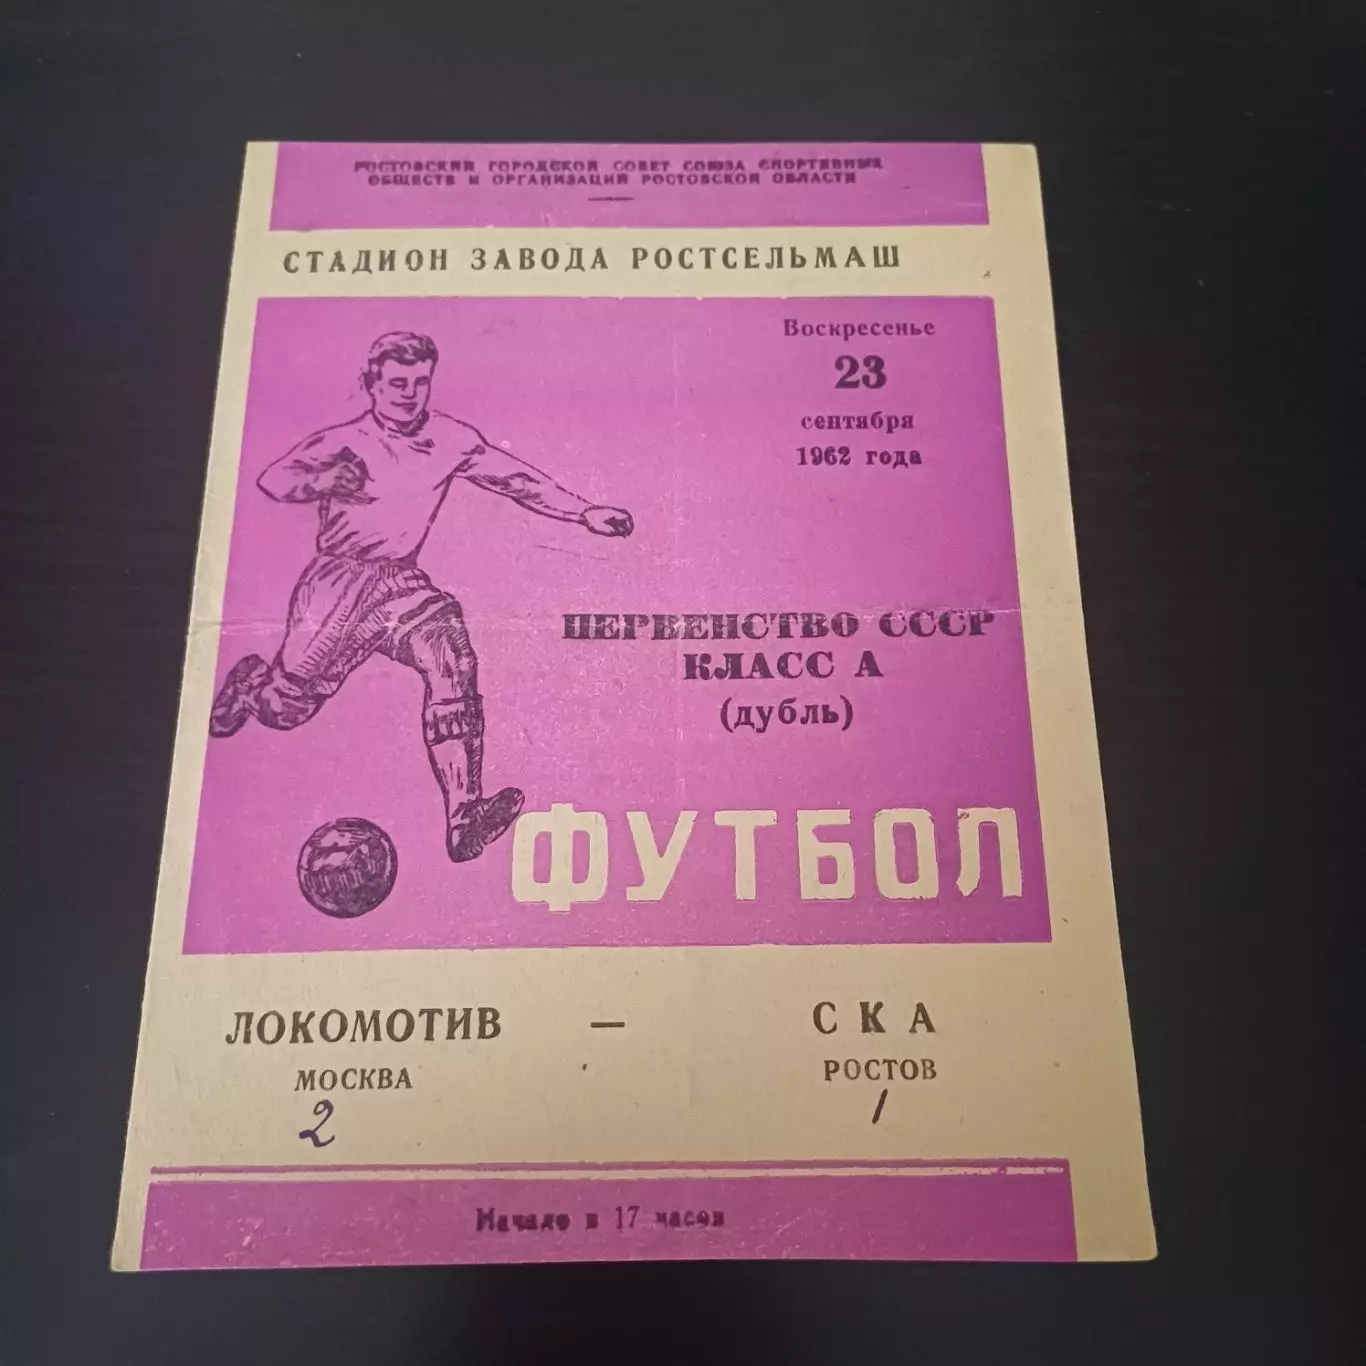 РОСТОВСКИЙ ГОРОДСКОЙ СОВЕТ СОЮЗА СПОРТИВНЫХ
ОБЩЕСТВ И ОРГАНИЗАЦИЙ РОСТОВСКОЙ ОБЛАСТИ
СТАДИОН ЗАВОДА РОСТСЕЛЬМАШ
Воскресенье
23
сентября
1962 года
ПЕРВЕНСТВО СССР
КЛАСС А
(дубль)
ФУТБОЛ
ЛОКОМОТИВ — СКА
МОСКВА РОСТОВ
2 1
Начало в 17 часов